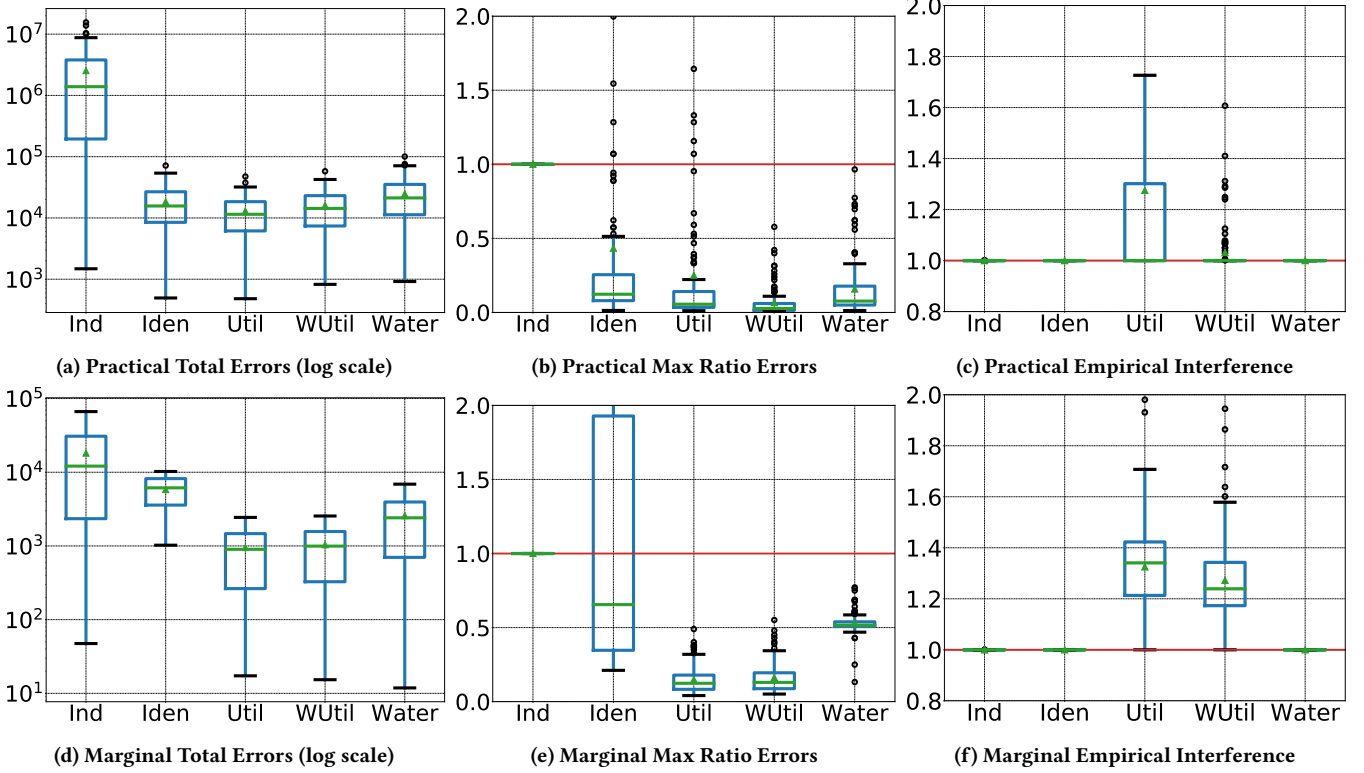 10^7
10^6
10^5
10^4
10^3
Ind Iden Util WUtil Water
(a) Practical Total Errors (log scale)
2.0
1.5
1.0
0.5
0.0
Ind Iden Util WUtil Water
(b) Practical Max Ratio Errors
2.0
1.8
1.6
1.4
1.2
1.0
0.8
Ind Iden Util WUtil Water
(c) Practical Empirical Interference
10^5
10^4
10^3
10^2
10^1
Ind Iden Util WUtil Water
(d) Marginal Total Errors (log scale)
2.0
1.5
1.0
0.5
0.0
Ind Iden Util WUtil Water
(e) Marginal Max Ratio Errors
2.0
1.8
1.6
1.4
1.2
1.0
0.8
Ind Iden Util WUtil Water
(f) Marginal Empirical Interference